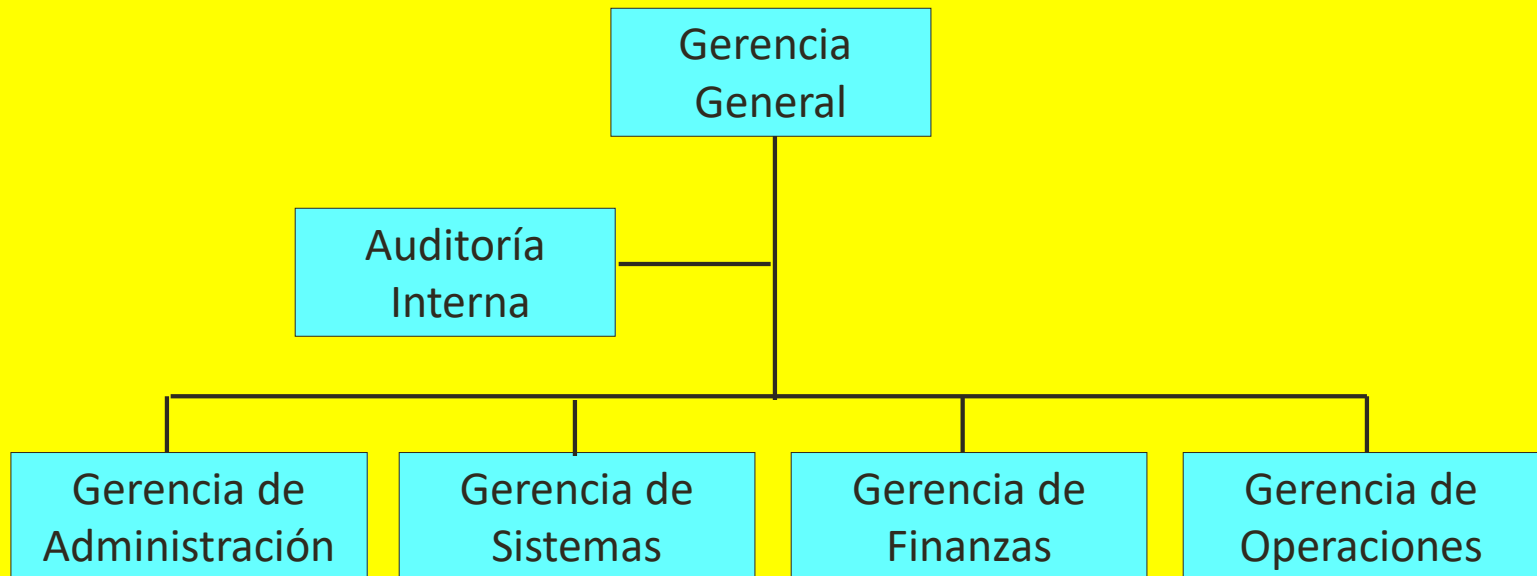 Gerencia
General
Auditoría
Interna
Gerencia de
Administración
Gerencia de
Sistemas
Gerencia de
Finanzas
Gerencia de
Operaciones